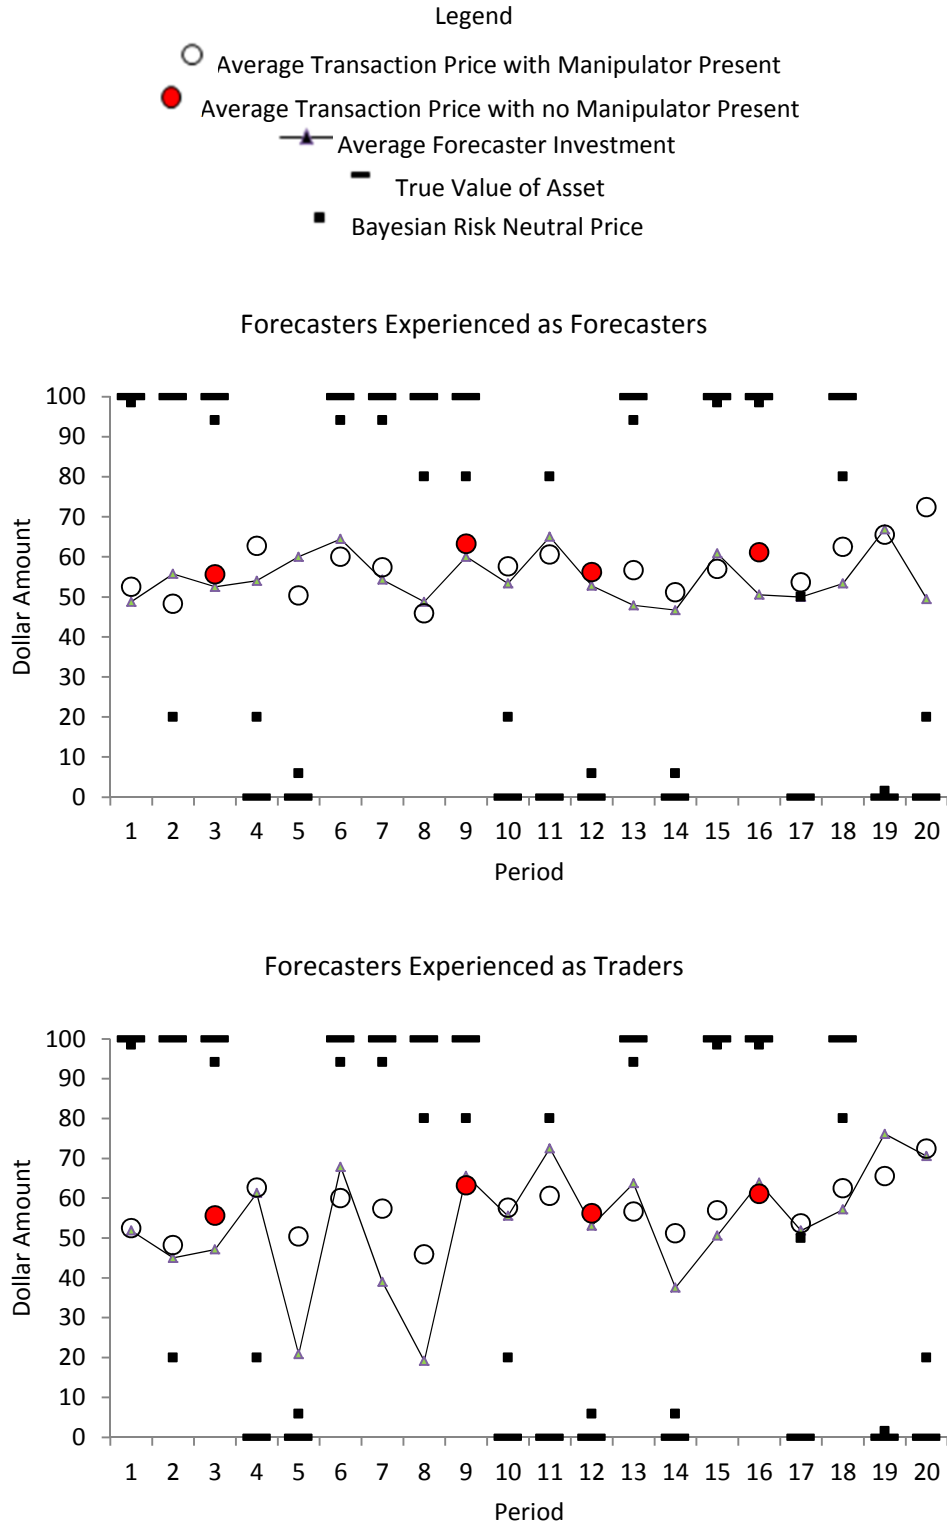 Legend
Average Transaction Price with Manipulator Present
Average Transaction Price with no Manipulator Present
Average Forecaster Investment
True Value of Asset
Bayesian Risk Neutral Price
Forecasters Experienced as Forecasters
100
90
80
70
60
50
40
30
20
10
0
Dollar Amount
1 2 3 4 5 6 7 8 9 10 11 12 13 14 15 16 17 18 19 20
Period
Forecasters Experienced as Traders
100
90
80
70
60
50
40
30
20
10
0
Dollar Amount
1 2 3 4 5 6 7 8 9 10 11 12 13 14 15 16 17 18 19 20
Period